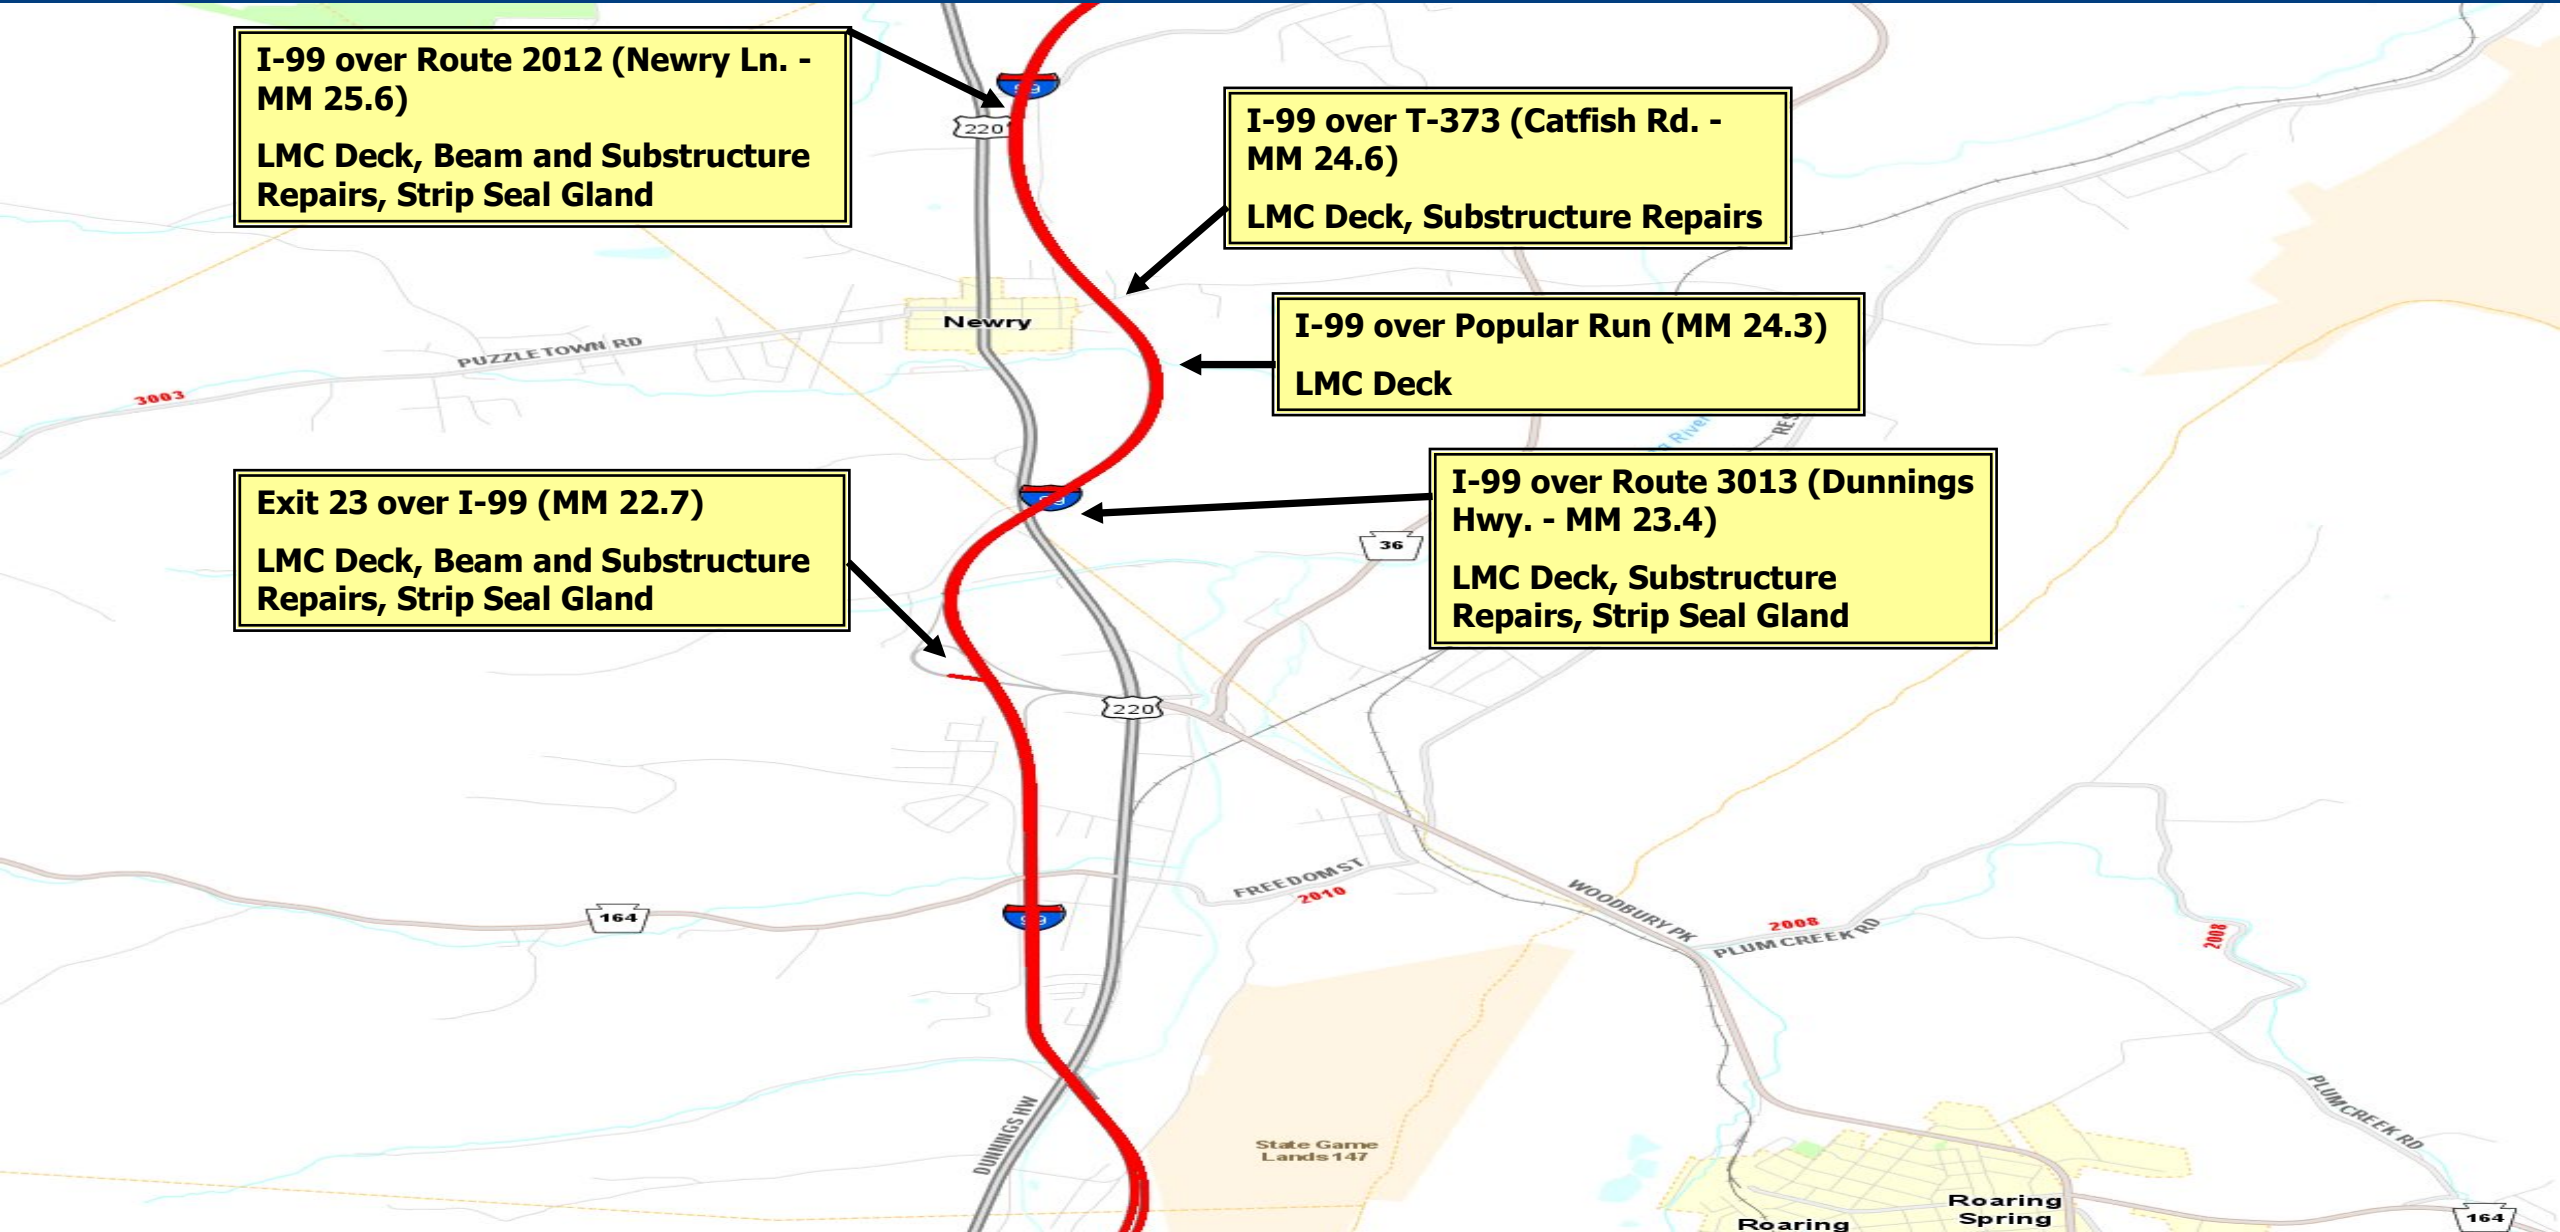 I-99 over Route 2012 (Newry Ln. -
MM 25.6)
LMC Deck, Beam and Substructure
Repairs, Strip Seal Gland
99
220
I-99 over T-373 (Catfish Rd. -
MM 24.6)
LMC Deck, Substructure Repairs
Newry
PUZZLETOWN RD
3003
I-99 over Popular Run (MM 24.3)
LMC Deck
River
RES
Exit 23 over I-99 (MM 22.7)
LMC Deck, Beam and Substructure
Repairs, Strip Seal Gland
99
36
I-99 over Route 3013 (Dunnings
Hwy. - MM 23.4)
LMC Deck, Substructure
Repairs, Strip Seal Gland
220
FREEDOM ST
2010
WOODBURY PK
2008
PLUM CREEK RD
2008
164
99
DUNNINGS HW
State Game
Lands 147
PLUM CREEK RD
Roaring
Spring
Roaring
164